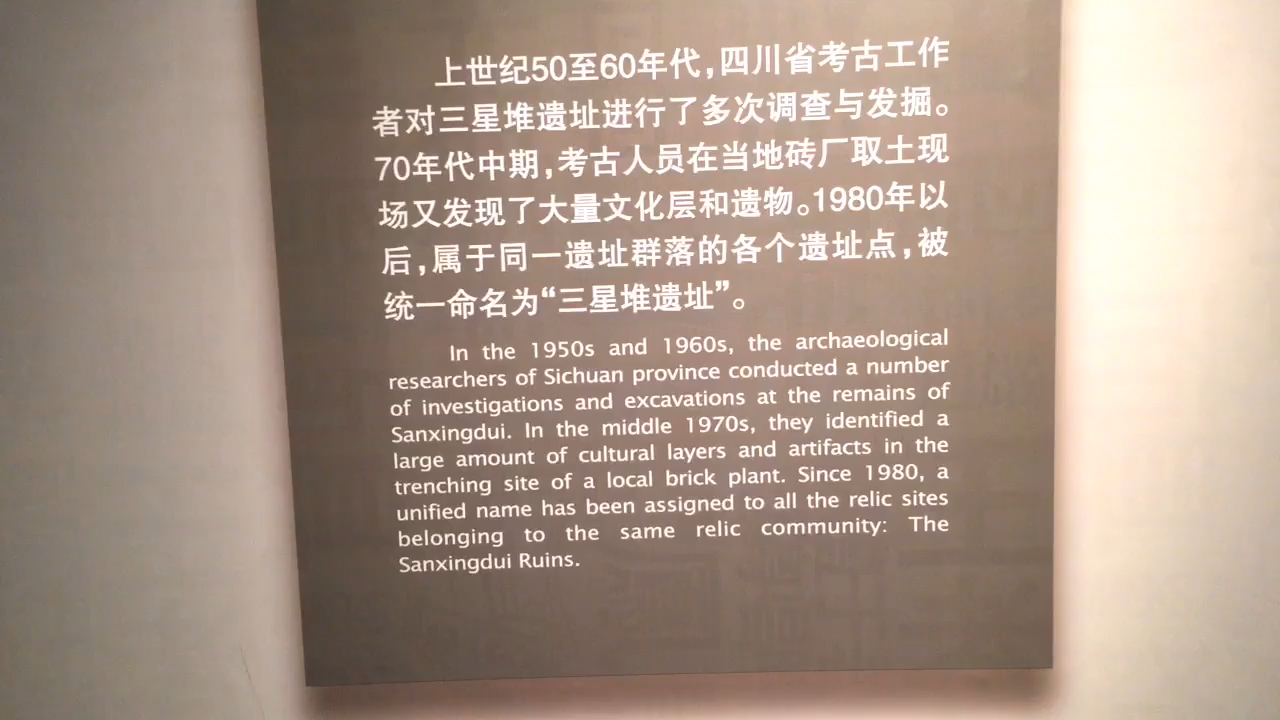 上世纪50至60年代,四川省考古工作
者对三星堆遗址进行了多次调查与发掘。
70年代中期,考古人员在当地砖厂取土现
场又发现了大量文化层和遗物。1980年以
后,属于同一遗址群落的各个遗址点,被
统一命名为“三星堆遗址”。
In the 1950s and 1960s, the archaeological
researchers of Sichuan province conducted a number
of investigations and excavations at the remains of
Sanxingdui. In the middle 1970s, they identified a
large amount of cultural layers and artifacts in the
trenching site of a local brick plant. Since 1980, a
unified name has been assigned to all the relic sites
belonging to the same relic community: The
Sanxingdui Ruins.